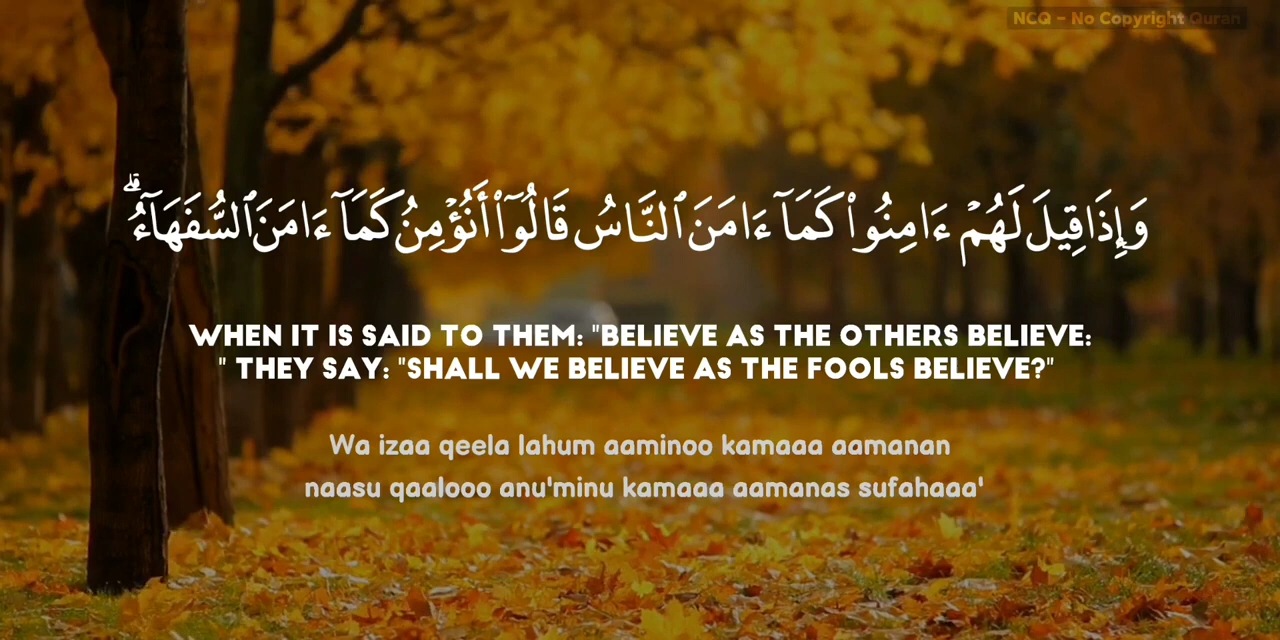 NCQ - No Copyright Quran
وَإِذَا قِيلَ لَهُمْ ءَامِنُوا۟ كَمَآ ءَامَنَ ٱلنَّاسُ قَالُوٓا۟ أَنُؤْمِنُ كَمَآ ءَامَنَ ٱلسُّفَهَآءُ ۗ
WHEN IT IS SAID TO THEM: "BELIEVE AS THE OTHERS BELIEVE:
" THEY SAY: "SHALL WE BELIEVE AS THE FOOLS BELIEVE?"
Wa izaa qeela lahum aaminoo kamaaa aamanan
naasu qaalooo anu'minu kamaaa aamanas sufahaaa'